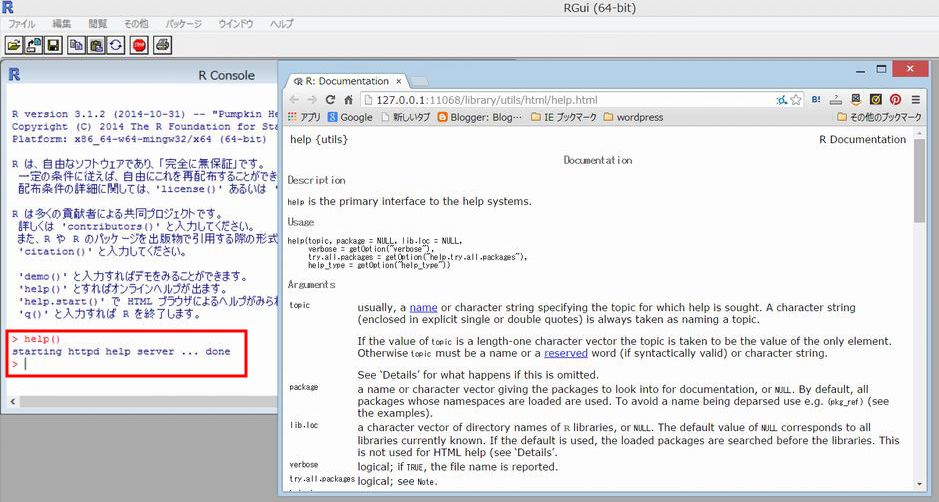 RGui (64-bit)
ファイル 編集 閲覧 その他 パッケージ ウインドウ ヘルプ
STOP
R Console
R version 3.1.2 (2014-10-31) -- "Pumpkin He
Copyright (C) 2014 The R Foundation for Sta
Platform: x86_64-w64-mingw32/x64 (64-bit)
R は、自由なソフトウェアであり、「完全に無保証」です。
一定の条件に従えば、自由にこれを再配布することができ
配布条件の詳細に関しては、'license()' あるいは '
R は多くの貢献者による共同プロジェクトです。
詳しくは 'contributors()' と入力してください。
また、R や R のパッケージを出版物で引用する際の形式
'citation()' と入力してください。
'demo()' と入力すればデモをみることができます。
'help()' とすればオンラインヘルプが出ます。
'help.start()' で HTML ブラウザによるヘルプがみられ
'q()' と入力すれば R を終了します。
> help()
starting httpd help server ... done
>
R: Documentation
127.0.0.1:11068/library/utils/html/help.html
アプリ Google 新しいタブ Blogger: Blog… IE ブックマーク wordpress その他のブックマーク
help {utils} R Documentation
Documentation
Description
help is the primary interface to the help systems.
Usage
help(topic, package = NULL, lib.loc = NULL,
verbose = getOption("verbose"),
try.all.packages = getOption("help.try.all.packages"),
help_type = getOption("help_type"))
Arguments
topic usually, a name or character string specifying the topic for which help is sought. A character string
(enclosed in explicit single or double quotes) is always taken as naming a topic.
If the value of topic is a length-one character vector the topic is taken to be the value of the only element.
Otherwise topic must be a name or a reserved word (if syntactically valid) or character string.
See ‘Details’ for what happens if this is omitted.
package a name or character vector giving the packages to look into for documentation, or NULL. By default, all
packages whose namespaces are loaded are used. To avoid a name being deparsed use e.g. (pkg_ref) (see
the examples).
lib.loc a character vector of directory names of R libraries, or NULL. The default value of NULL corresponds to all
libraries currently known. If the default is used, the loaded packages are searched before the libraries. This
is not used for HTML help (see ‘Details’.
verbose logical; if TRUE, the file name is reported.
try.all.packages logical; see Note.